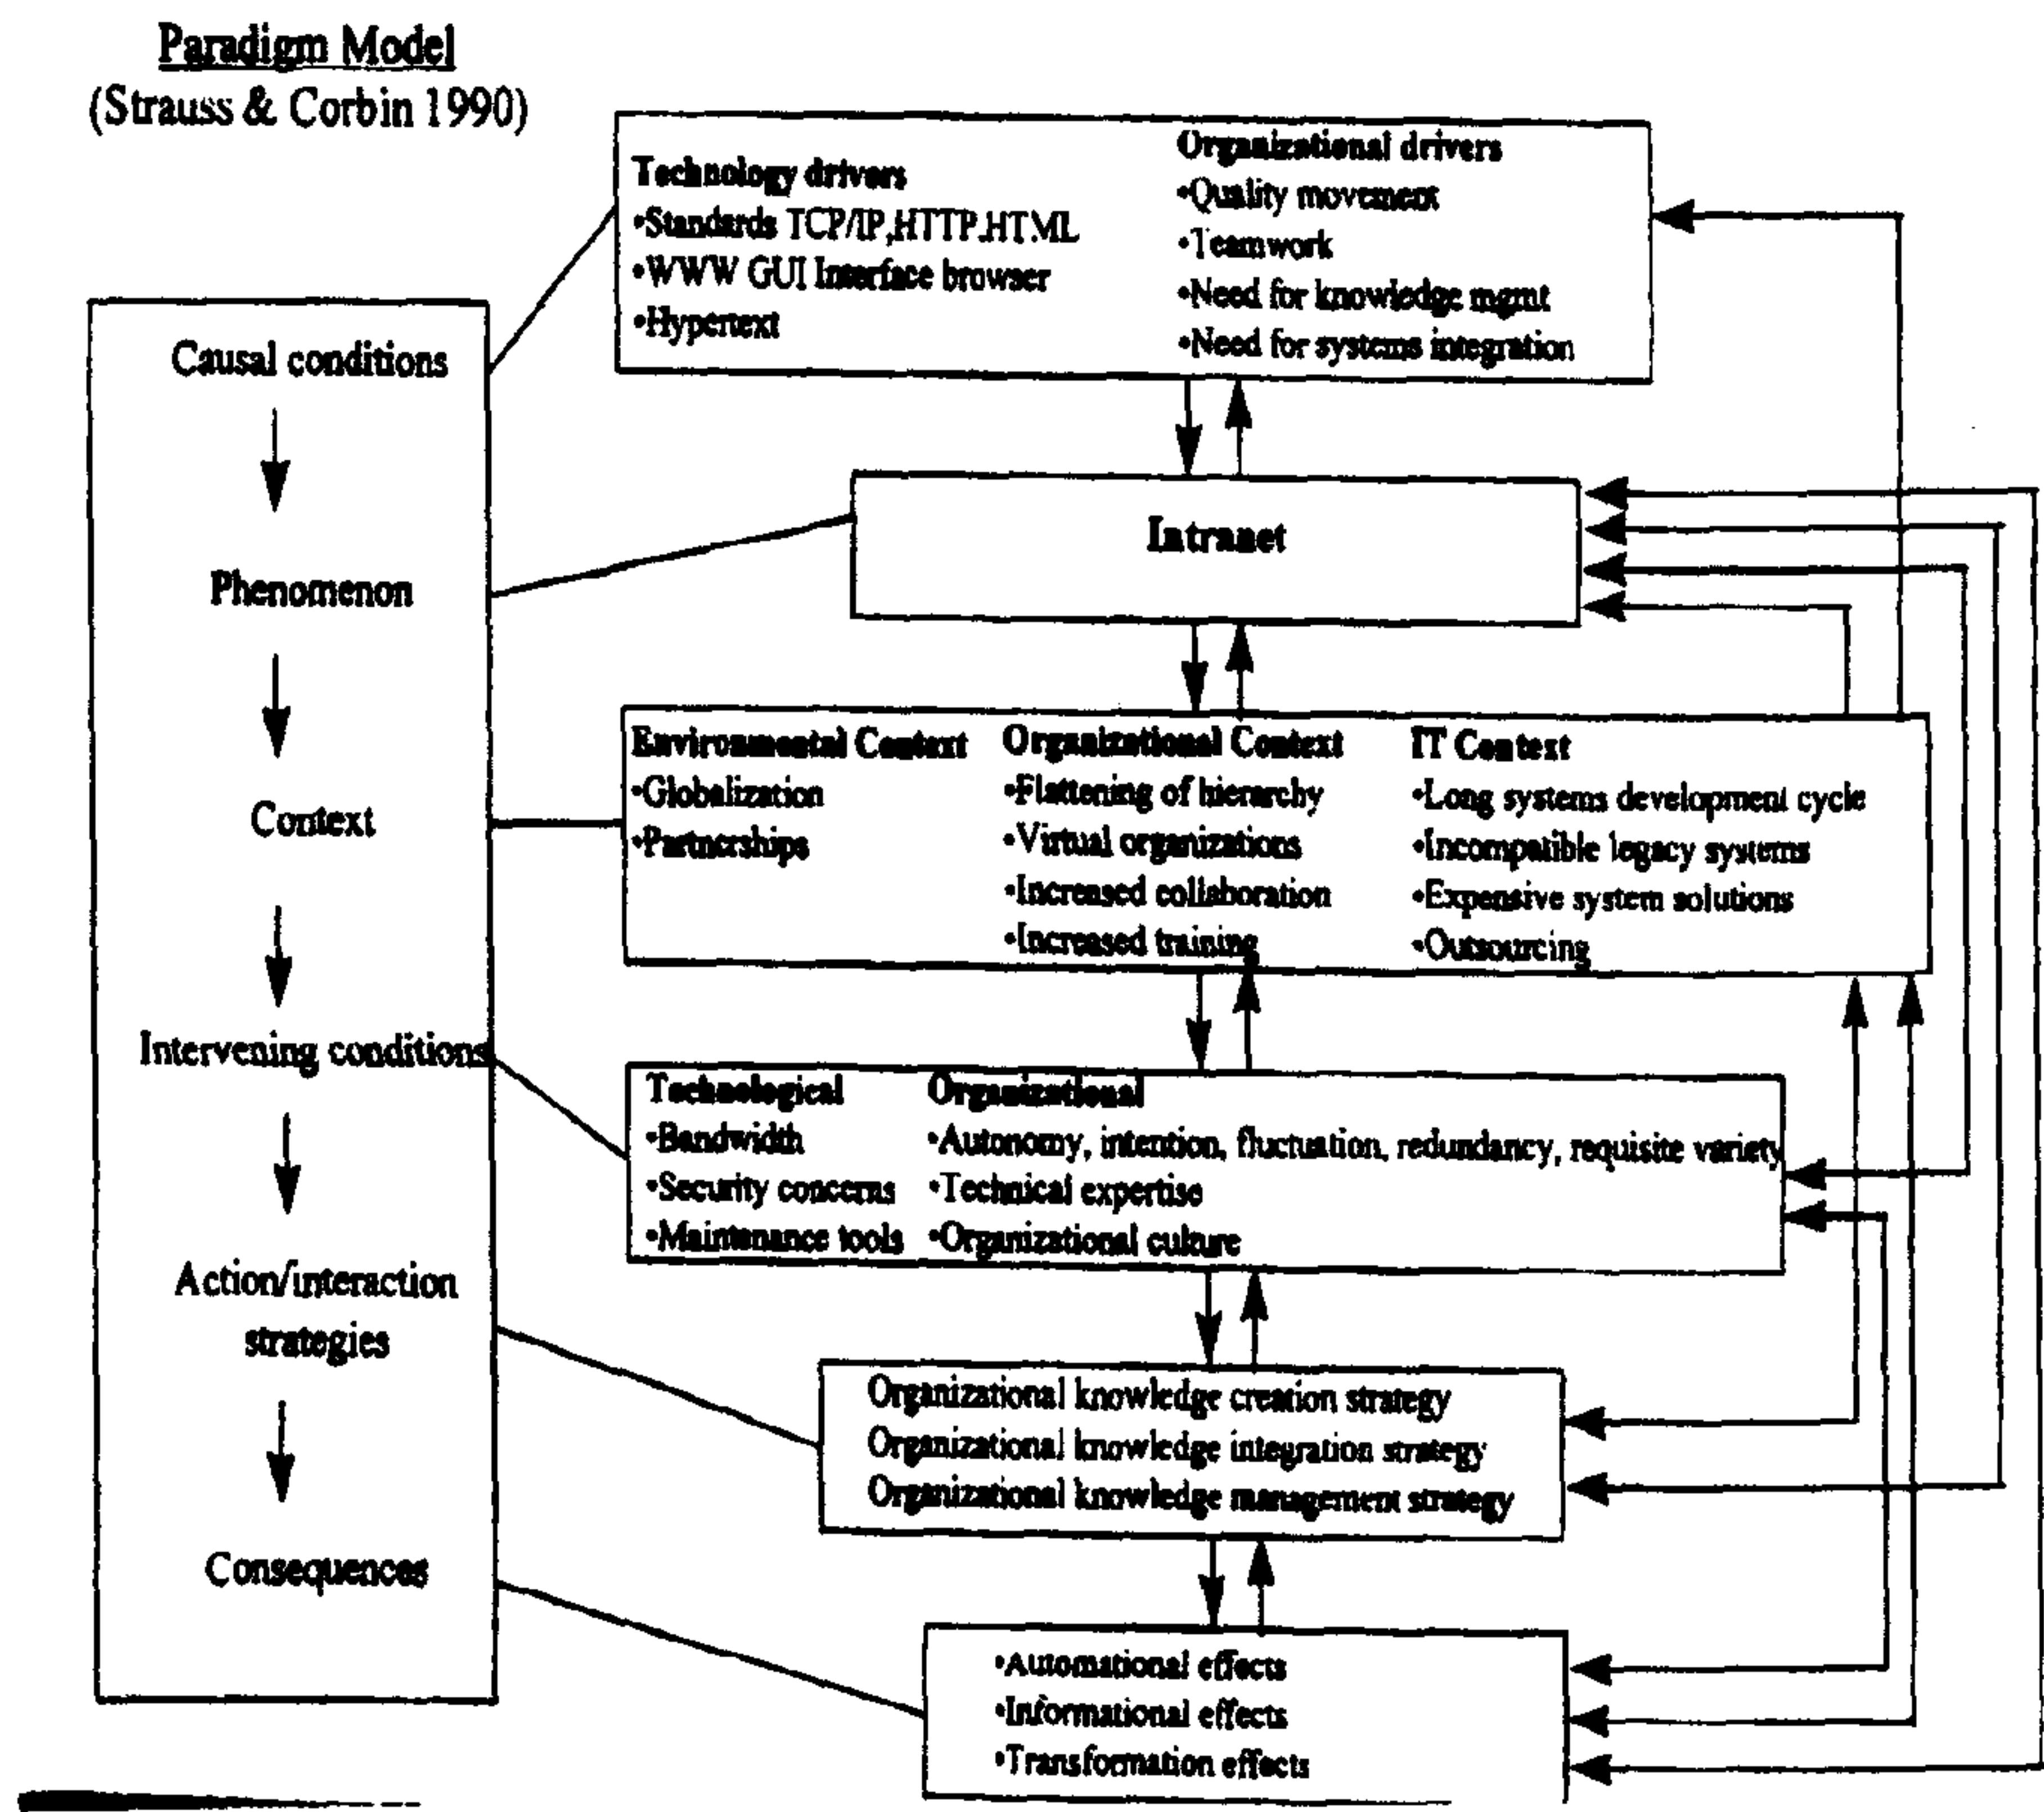 Paradigm Model
(Strauss & Corbin 1990)
Causal conditions
Phenomenon
Context
Intervening conditions
Action/interaction
strategies
Consequences
Technology drivers
•Standards TCP/IP,HTTP.HTML
•WWW GUI Interface browser
•Hypertext
Organizational drivers
•Quality movement
•Teamwork
•Need for knowledge mgmt
•Need for systems integration
Intranet
Environmental Context
•Globalization
•Partnerships
Organizational Context
•Flattening of hierarchy
•Virtual organizations
•Increased collaboration
•Increased training
IT Context
•Long systems development cycle
•Incompatible legacy systems
•Expensive system solutions
•Outsourcing
Technological
•Bandwidth
•Security concerns
•Maintenance tools
Organizational
•Autonomy, intention, fluctuation, redundancy, requisite variety
•Technical expertise
•Organizational culture
Organizational knowledge creation strategy
Organizational knowledge integration strategy
Organizational knowledge management strategy
•Automational effects
•Informational effects
•Transformation effects